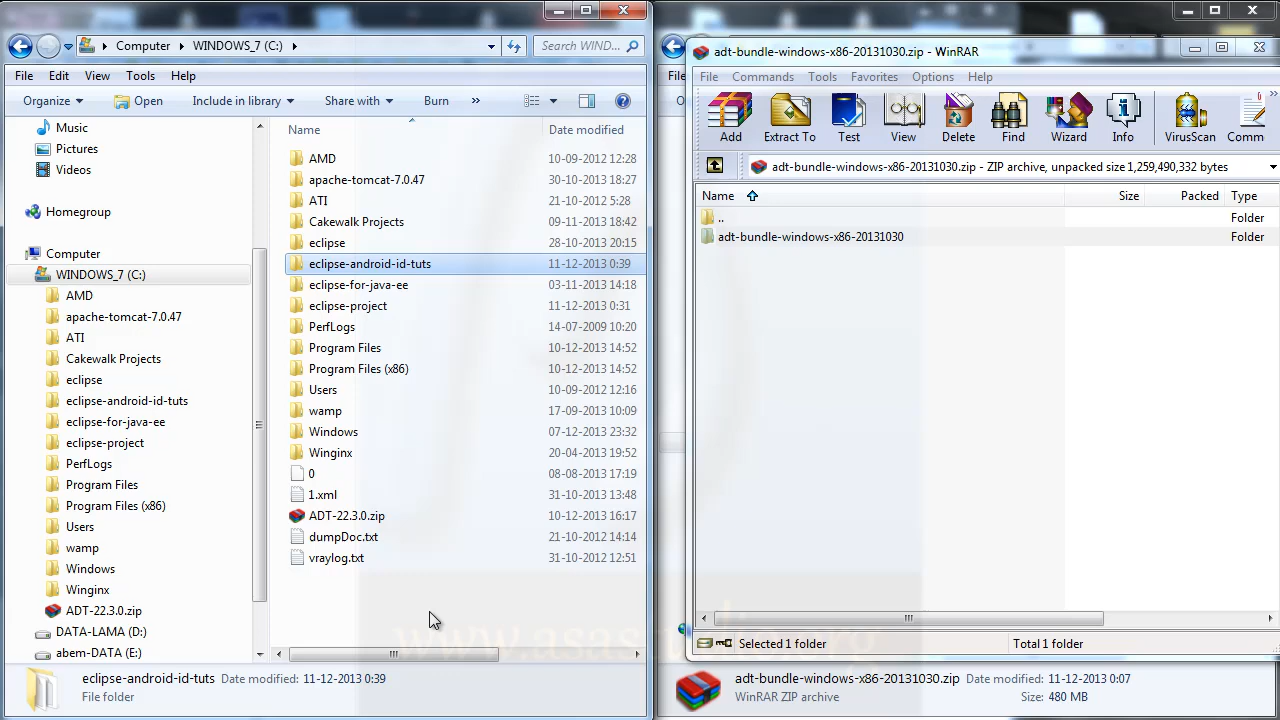 Computer ▸ WINDOWS_7 (C:) ▸
Search WIND...
File Edit View Tools Help
Organize Open Include in library Share with Burn »
Music
Pictures
Videos
Homegroup
Computer
WINDOWS_7 (C:)
AMD
apache-tomcat-7.0.47
ATI
Cakewalk Projects
eclipse
eclipse-android-id-tuts
eclipse-for-java-ee
eclipse-project
PerfLogs
Program Files
Program Files (x86)
Users
wamp
Windows
Winginx
ADT-22.3.0.zip
DATA-LAMA (D:)
abem-DATA (E:)
Name Date modified
AMD 10-09-2012 12:28
apache-tomcat-7.0.47 30-10-2013 18:27
ATI 21-10-2012 5:28
Cakewalk Projects 09-11-2013 18:42
eclipse 28-10-2013 20:15
eclipse-android-id-tuts 11-12-2013 0:39
eclipse-for-java-ee 03-11-2013 14:18
eclipse-project 11-12-2013 0:31
PerfLogs 14-07-2009 10:20
Program Files 10-12-2013 14:52
Program Files (x86) 10-12-2013 14:52
Users 10-09-2012 12:16
wamp 17-09-2013 10:09
Windows 07-12-2013 23:32
Winginx 20-04-2013 19:52
0 08-08-2013 17:19
1.xml 31-10-2013 13:48
ADT-22.3.0.zip 10-12-2013 16:17
dumpDoc.txt 21-10-2012 14:14
vraylog.txt 31-10-2012 12:51
eclipse-android-id-tuts Date modified: 11-12-2013 0:39
File folder
File
adt-bundle-windows-x86-20131030.zip - WinRAR
File Commands Tools Favorites Options Help
Add Extract To Test View Delete Find Wizard Info VirusScan Comm
adt-bundle-windows-x86-20131030.zip - ZIP archive, unpacked size 1,259,490,352 bytes
Name Size Packed Type
.. Folder
adt-bundle-windows-x86-20131030 Folder
Selected 1 folder Total 1 folder
adt-bundle-windows-x86-20131030.zip Date modified: 11-12-2013 0:07
WinRAR ZIP archive Size: 480 MB